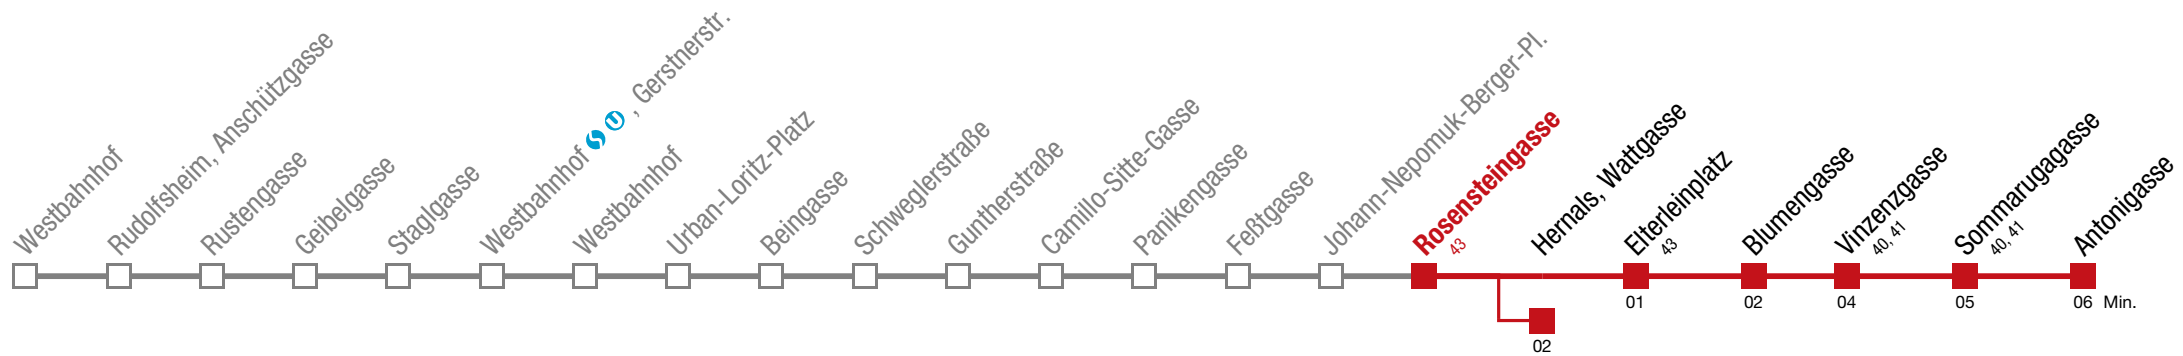 Westbahnhof
Rudolfsheim, Anschützgasse
Rustengasse
Geibelgasse
Staglgasse
Westbahnhof S U , Gerstnerstr.
Westbahnhof
Urban-Loritz-Platz
Beingasse
Schweglerstraße
Guntherstraße
Camillo-Sitte-Gasse
Panikengasse
Feßtgasse
Johann-Nepomuk-Berger-Pl.
Rosensteingasse
43
Hernals, Wattgasse
Elterleinplatz
43
Blumengasse
Vinzenzgasse
40, 41
Sommarugagasse
40, 41
Antonigasse
01
02
04
05
06 Min.
02